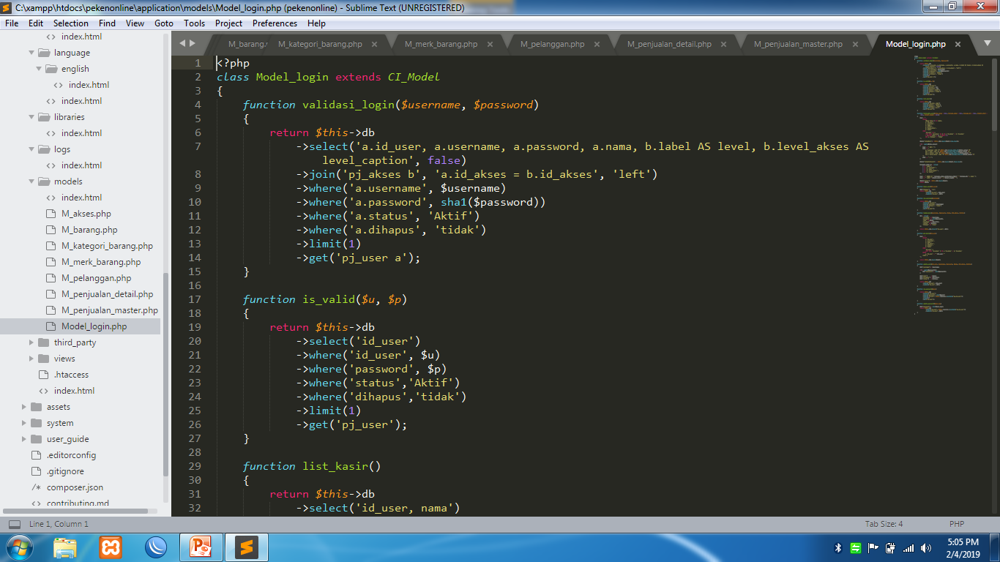 C:\xampp\htdocs\pekenonline\application\models\Model_login.php (pekenonline) - Sublime Text (UNREGISTERED)
File Edit Selection Find View Goto Tools Project Preferences Help
index.html
language
english
index.html
index.html
libraries
index.html
logs
index.html
models
index.html
M_akses.php
M_barang.php
M_kategori_barang.php
M_merk_barang.php
M_pelanggan.php
M_penjualan_detail.php
M_penjualan_master.php
Model_login.php
third_party
views
.htaccess
index.html
assets
system
user_guide
.editorconfig
.gitignore
composer.json
contributing.md
M_barang. M_kategori_barang.php M_merk_barang.php M_pelanggan.php M_penjualan_detail.php M_penjualan_master.php Model_login.php
1 <?php
2 class Model_login extends CI_Model
3 {
4 function validasi_login($username, $password)
5 {
6 return $this->db
7 ->select('a.id_user, a.username, a.password, a.nama, b.label AS level, b.level_akses AS
level_caption', false)
8 ->join('pj_akses b', 'a.id_akses = b.id_akses', 'left')
9 ->where('a.username', $username)
10 ->where('a.password', sha1($password))
11 ->where('a.status', 'Aktif')
12 ->where('a.dihapus', 'tidak')
13 ->limit(1)
14 ->get('pj_user a');
15 }
16
17 function is_valid($u, $p)
18 {
19 return $this->db
20 ->select('id_user')
21 ->where('id_user', $u)
22 ->where('password', $p)
23 ->where('status','Aktif')
24 ->where('dihapus','tidak')
25 ->limit(1)
26 ->get('pj_user');
27 }
28
29 function list_kasir()
30 {
31 return $this->db
32 ->select('id_user, nama')
Line 1, Column 1 Tab Size: 4 PHP
5:05 PM
2/4/2019